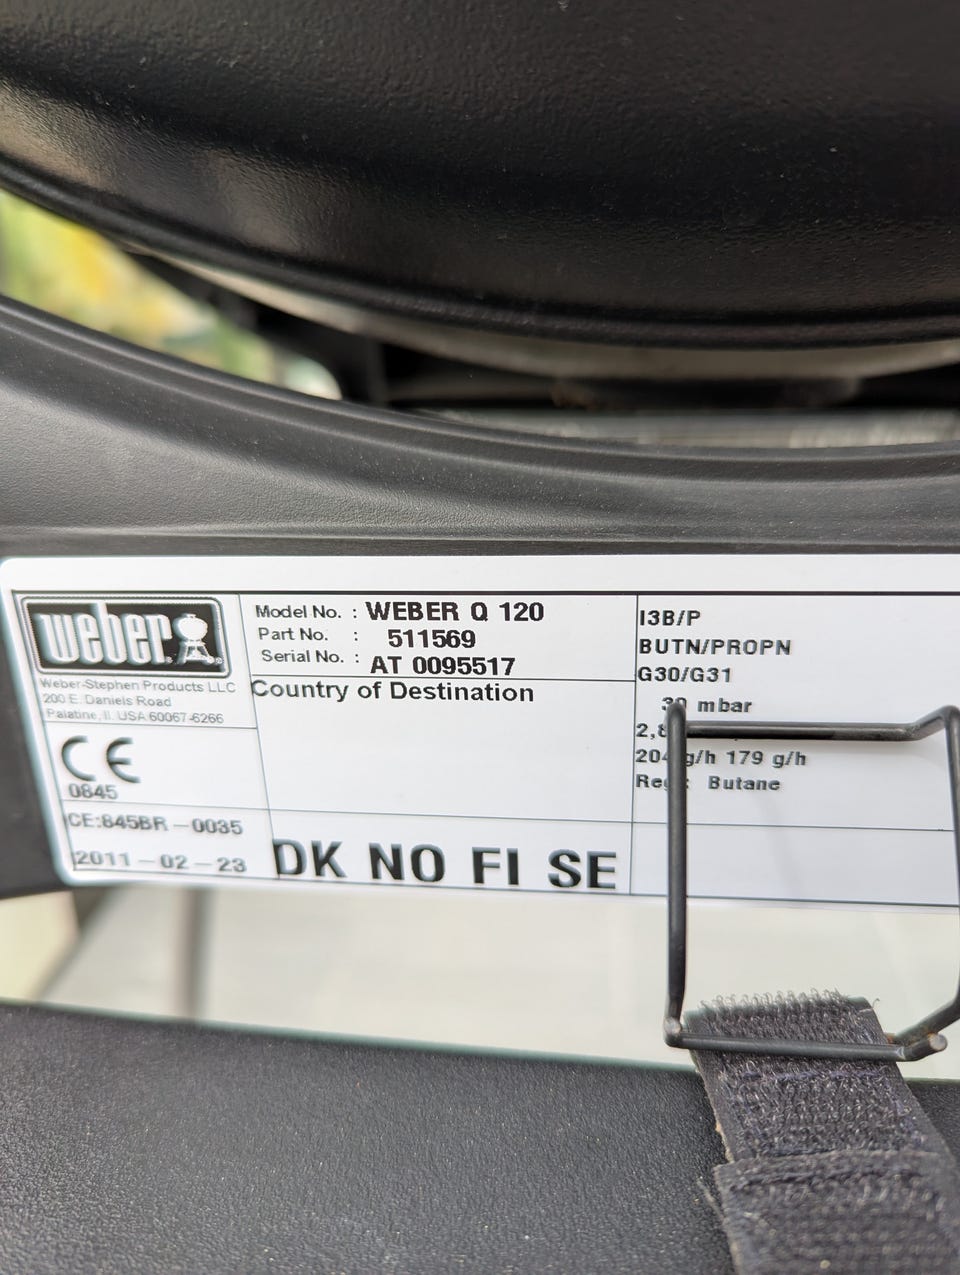 weber
Weber-Stephen Products LLC
200 E. Daniels Road
Palatine, Il. USA 60067-6266
CE
0845
CE:845BR-0035
2011-02-23
Model No. : WEBER Q 120
Part No. : 511569
Serial No. : AT 0095517
Country of Destination
DK NO FI SE
I3B/P
BUTN/PROPN
G30/G31
mbar
g/h 179 g/h
Butane